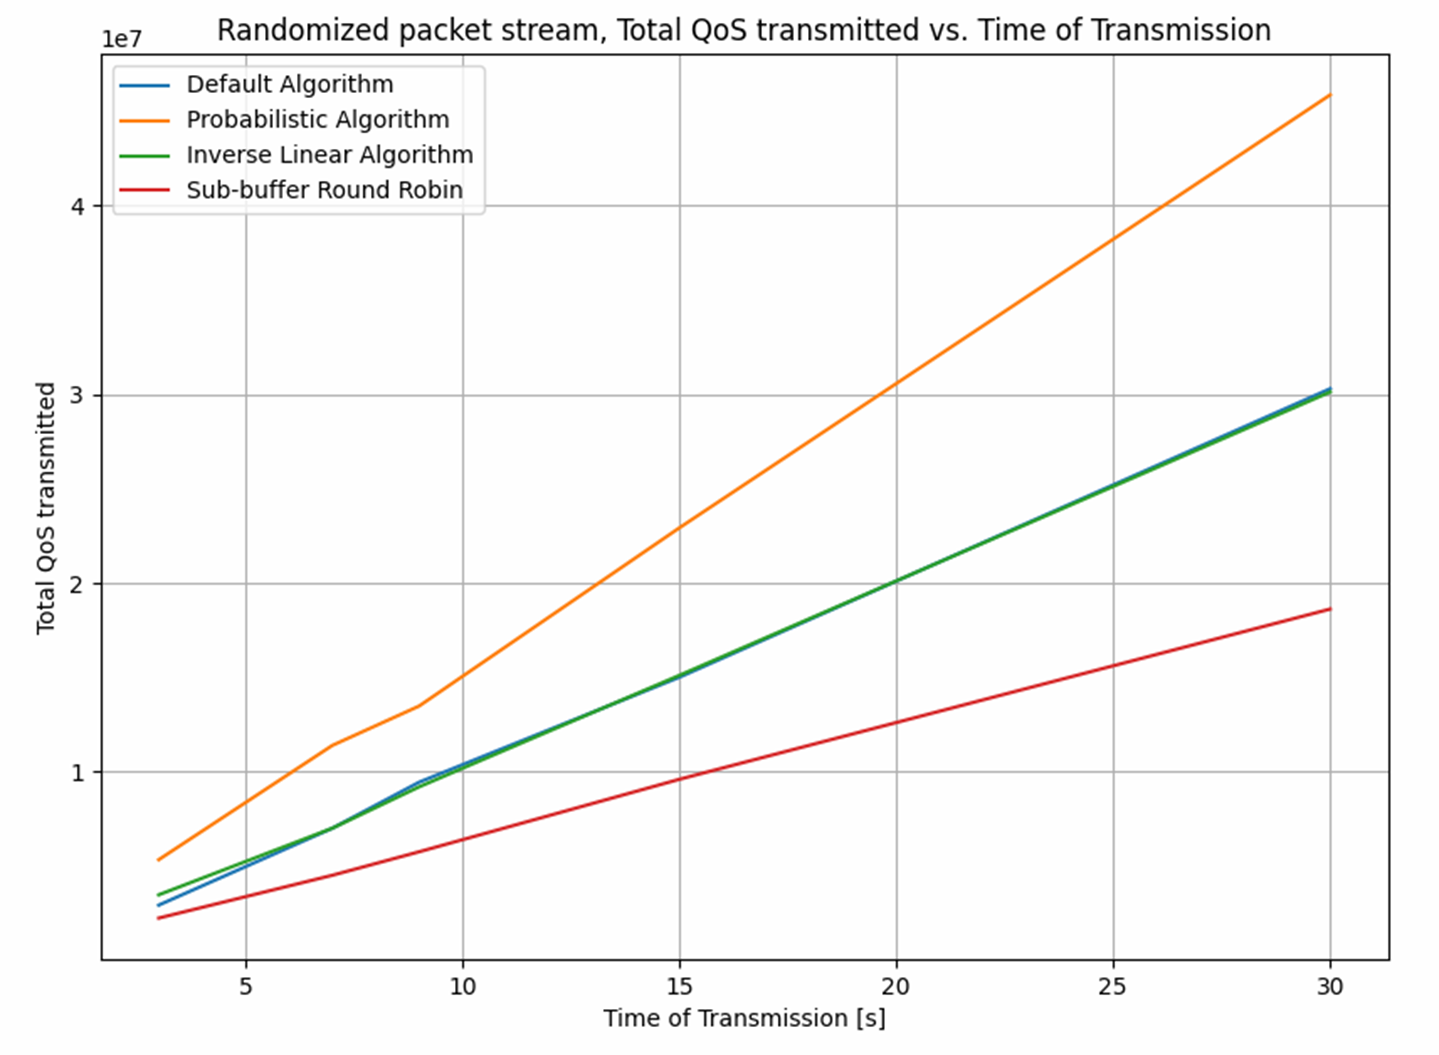 Randomized packet stream, Total QoS transmitted vs. Time of Transmission
1e7
Default Algorithm
Probabilistic Algorithm
Inverse Linear Algorithm
Sub-buffer Round Robin
4
3
2
1
Total QoS transmitted
5 10 15 20 25 30
Time of Transmission [s]